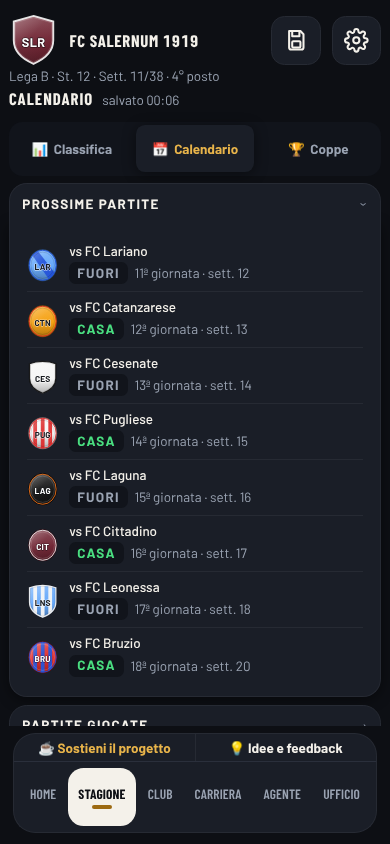 SLR
FC SALERNUM 1919
Lega B · St. 12 · Sett. 11/38 · 4° posto
CALENDARIO salvato 00:06
📊 Classifica 📅 Calendario 🏆 Coppe
PROSSIME PARTITE
LAR
vs FC Lariano
FUORI 11ª giornata · sett. 12
CTN
vs FC Catanzarese
CASA 12ª giornata · sett. 13
CES
vs FC Cesenate
FUORI 13ª giornata · sett. 14
PUG
vs FC Pugliese
CASA 14ª giornata · sett. 15
LAG
vs FC Laguna
FUORI 15ª giornata · sett. 16
CIT
vs FC Cittadino
CASA 16ª giornata · sett. 17
LNS
vs FC Leonessa
FUORI 17ª giornata · sett. 18
BRU
vs FC Bruzio
CASA 18ª giornata · sett. 20
PARTITE GIOCATE
☕ Sostieni il progetto 💡 Idee e feedback
HOME STAGIONE CLUB CARRIERA AGENTE UFFICIO